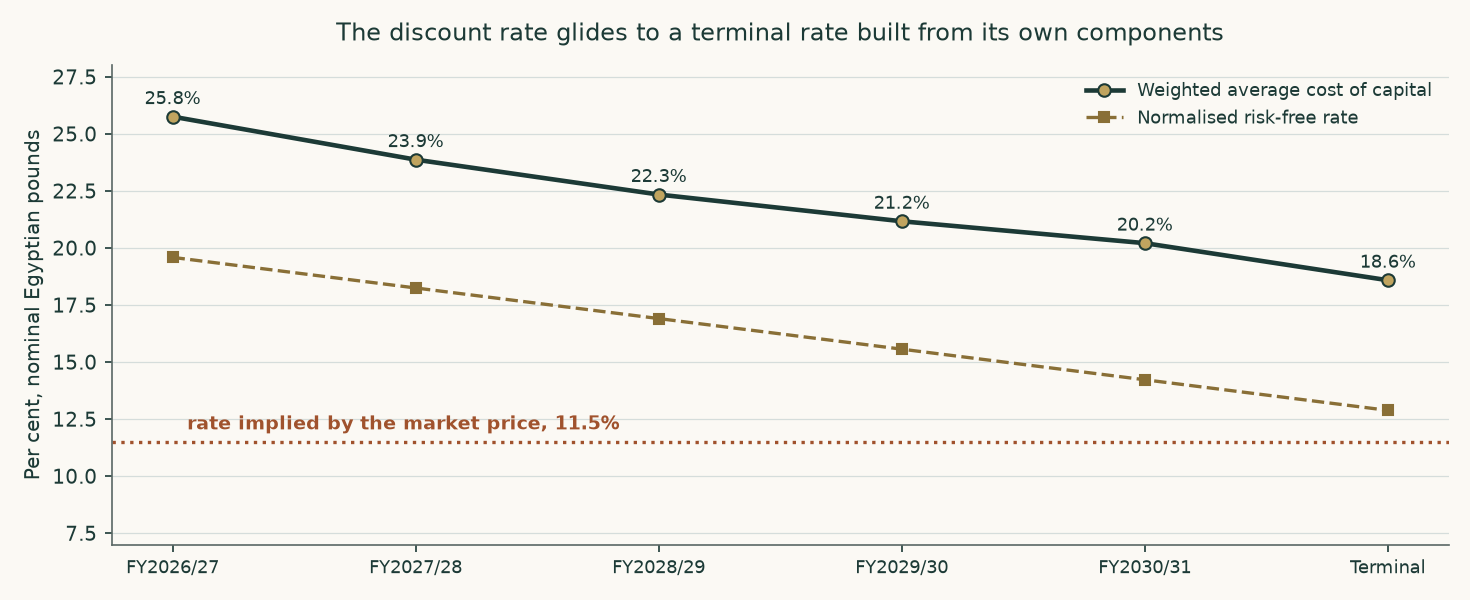 The discount rate glides to a terminal rate built from its own components
Per cent, nominal Egyptian pounds
27.5
25.0
22.5
20.0
17.5
15.0
12.5
10.0
7.5
Weighted average cost of capital
Normalised risk-free rate
25.8%
23.9%
22.3%
21.2%
20.2%
18.6%
rate implied by the market price, 11.5%
FY2026/27
FY2027/28
FY2028/29
FY2029/30
FY2030/31
Terminal